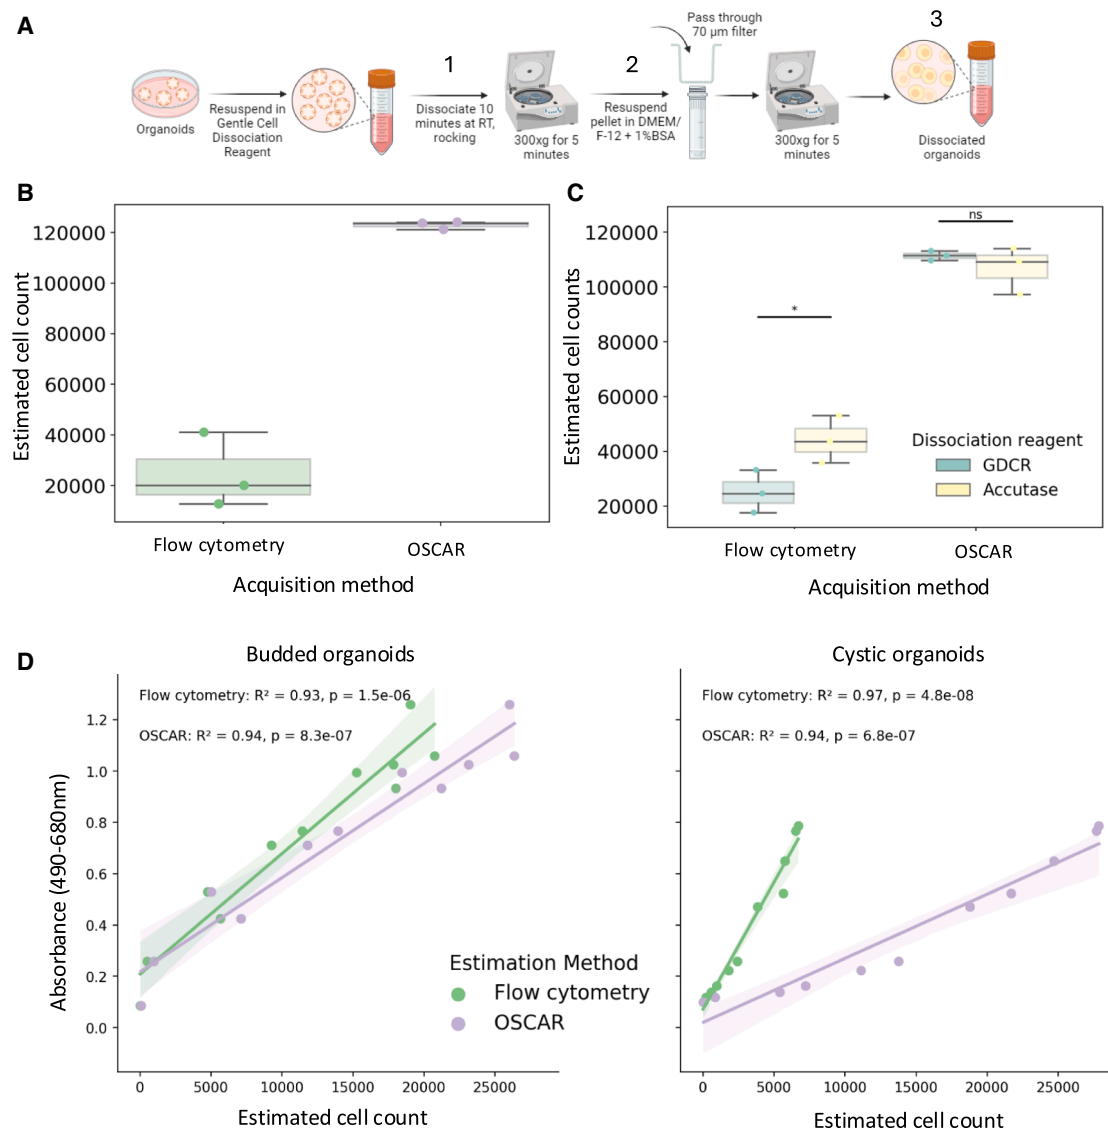 A
1
2
3
Pass through
70 µm filter
Organoids
Resuspend in
Gentle Cell
Dissociation
Reagent
Dissociate 10
minutes at RT,
rocking
300xg for 5
minutes
Resuspend
pellet in DMEM/
F-12 + 1%BSA
300xg for 5
minutes
Dissociated
organoids
B
Estimated cell count
120000
100000
80000
60000
40000
20000
Flow cytometry
OSCAR
Acquisition method
C
Estimated cell counts
120000
100000
80000
60000
40000
20000
ns
*
Dissociation reagent
GDCR
Accutase
Flow cytometry
OSCAR
Acquisition method
D
Budded organoids
Flow cytometry: R² = 0.93, p = 1.5e-06
OSCAR: R² = 0.94, p = 8.3e-07
Absorbance (490-680nm)
1.2
1.0
0.8
0.6
0.4
0.2
0.0
Estimation Method
Flow cytometry
OSCAR
0 5000 10000 15000 20000 25000
Estimated cell count
Cystic organoids
Flow cytometry: R² = 0.97, p = 4.8e-08
OSCAR: R² = 0.94, p = 6.8e-07
0 5000 10000 15000 20000 25000
Estimated cell count